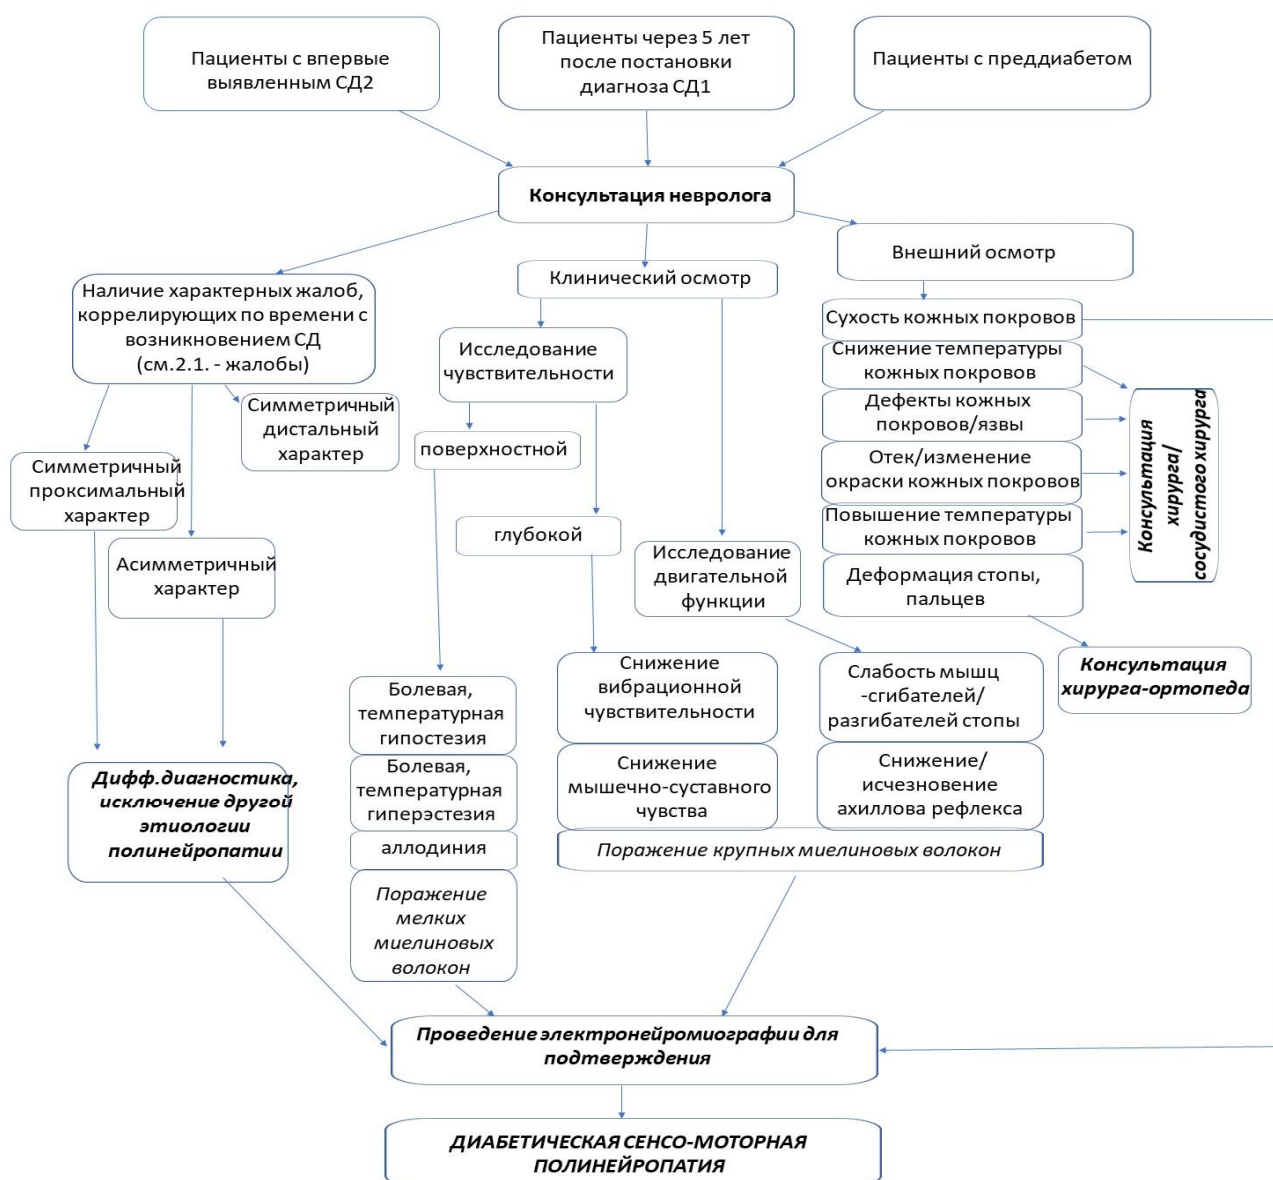 Пациенты с впервые
выявленным СД2
Пациенты через 5 лет
после постановки
диагноза СД1
Пациенты с преддиабетом
Консультация невролога
Наличие характерных жалоб,
коррелирующих по времени с
возникновением СД
(см.2.1. - жалобы)
Симметричный
дистальный
характер
Симметричный
проксимальный
характер
Асимметричный
характер
Дифф.диагностика,
исключение другой
этиологии
полинейропатии
Клинический осмотр
Исследование
чувствительности
поверхностной
глубокой
Исследование
двигательной
функции
Болевая,
температурная
гипостезия
Болевая,
температурная
гиперэстезия
аллодиния
Поражение
мелких
миелиновых
волокон
Снижение
вибрационной
чувствительности
Снижение
мышечно-суставного
чувства
Слабость мышц
-сгибателей/
разгибателей стопы
Снижение/
исчезновение
ахиллова рефлекса
Поражение крупных миелиновых волокон
Внешний осмотр
Сухость кожных покровов
Снижение температуры
кожных покровов
Дефекты кожных
покровов/язвы
Отек/изменение
окраски кожных покровов
Повышение температуры
кожных покровов
Деформация стопы,
пальцев
Консультация
хирурга/
сосудистого хирурга
Консультация
хирурга-ортопеда
Проведение электронейромиографии для
подтверждения
ДИАБЕТИЧЕСКАЯ СЕНСО-МОТОРНАЯ
ПОЛИНЕЙРОПАТИЯ